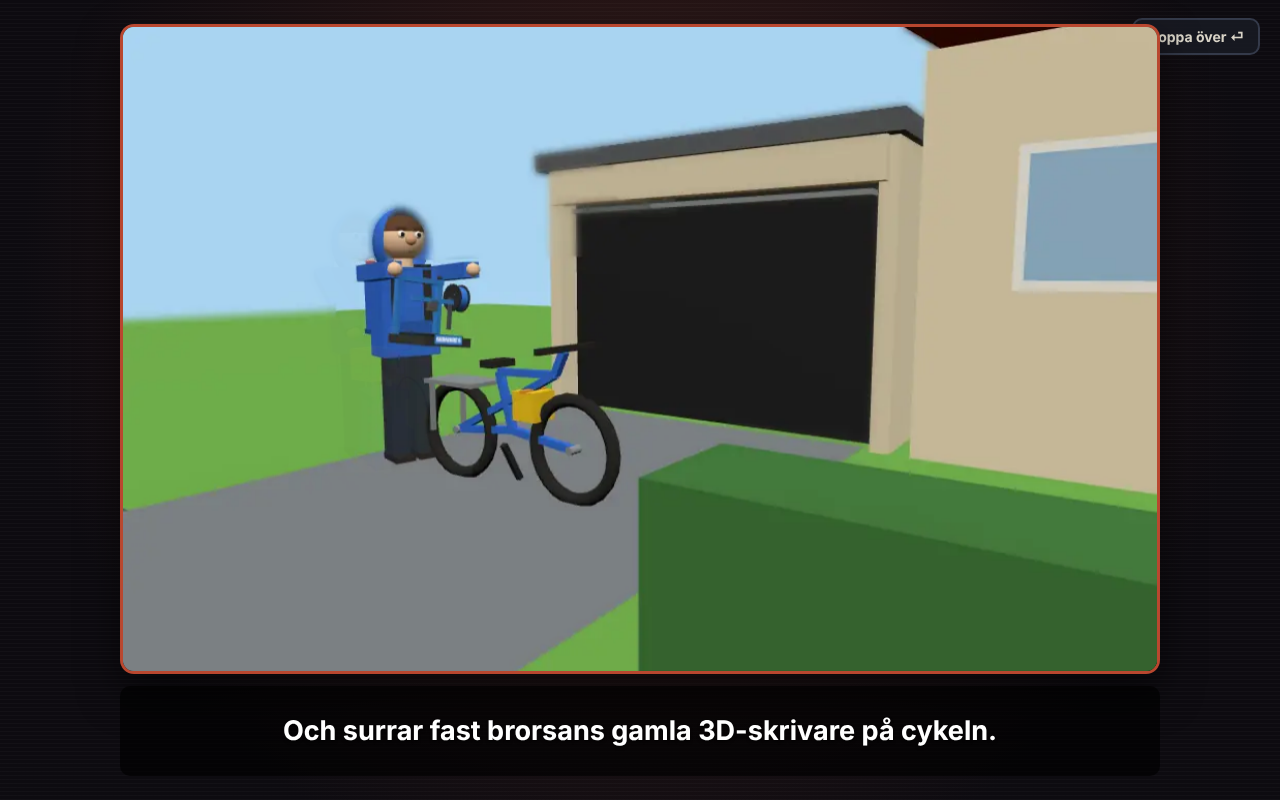 oppa över ⏎
Och surrar fast brorsans gamla 3D-skrivare på cykeln.